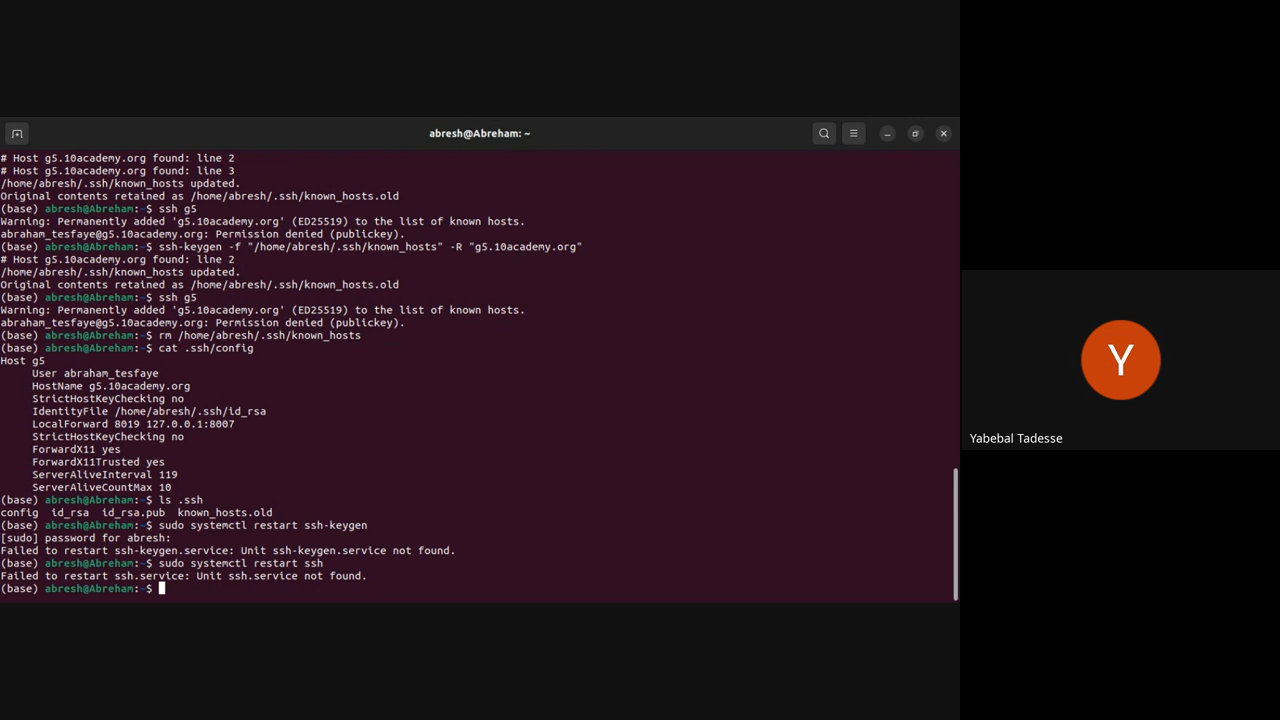 abresh@Abreham: ~
# Host g5.10academy.org found: line 2
# Host g5.10academy.org found: line 3
/home/abresh/.ssh/known_hosts updated.
Original contents retained as /home/abresh/.ssh/known_hosts.old
(base) abresh@Abreham:~$ ssh g5
Warning: Permanently added 'g5.10academy.org' (ED25519) to the list of known hosts.
abraham_tesfaye@g5.10academy.org: Permission denied (publickey).
(base) abresh@Abreham:~$ ssh-keygen -f "/home/abresh/.ssh/known_hosts" -R "g5.10academy.org"
# Host g5.10academy.org found: line 2
/home/abresh/.ssh/known_hosts updated.
Original contents retained as /home/abresh/.ssh/known_hosts.old
(base) abresh@Abreham:~$ ssh g5
Warning: Permanently added 'g5.10academy.org' (ED25519) to the list of known hosts.
abraham_tesfaye@g5.10academy.org: Permission denied (publickey).
(base) abresh@Abreham:~$ rm /home/abresh/.ssh/known_hosts
(base) abresh@Abreham:~$ cat .ssh/config
Host g5
User abraham_tesfaye
HostName g5.10academy.org
StrictHostKeyChecking no
IdentityFile /home/abresh/.ssh/id_rsa
LocalForward 8019 127.0.0.1:8007
StrictHostKeyChecking no
ForwardX11 yes
ForwardX11Trusted yes
ServerAliveInterval 119
ServerAliveCountMax 10
(base) abresh@Abreham:~$ ls .ssh
config  id_rsa  id_rsa.pub  known_hosts.old
(base) abresh@Abreham:~$ sudo systemctl restart ssh-keygen
[sudo] password for abresh:
Failed to restart ssh-keygen.service: Unit ssh-keygen.service not found.
(base) abresh@Abreham:~$ sudo systemctl restart ssh
Failed to restart ssh.service: Unit ssh.service not found.
(base) abresh@Abreham:~$
Y
Yabebal Tadesse